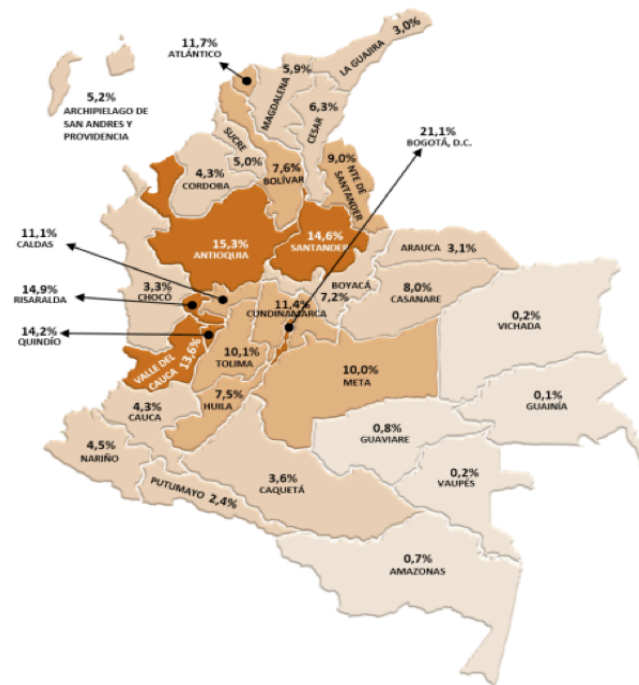 11,7%
ATLÁNTICO
5,9%
MAGDALENA
3,0%
LA GUAJIRA
5,2%
ARCHIPIELAGO DE
SAN ANDRES Y
PROVIDENCIA
6,3%
CESAR
21,1%
BOGOTÁ, D.C.
SUCRE
5,0%
4,3%
CORDOBA
7,6%
BOLÍVAR
9,0%
NTE DE
SANTANDER
11,1%
CALDAS
15,3%
ANTIOQUIA
14,6%
SANTANDER
ARAUCA 3,1%
14,9%
RISARALDA
3,3%
CHOCÓ
BOYACÁ
7,2%
8,0%
CASANARE
11,4%
CUNDINAMARCA
0,2%
VICHADA
14,2%
QUINDÍO
VALLE DEL
CAUCA
13,6%
10,1%
TOLIMA
10,0%
META
0,1%
GUAINÍA
4,3%
CAUCA
7,5%
HUILA
0,8%
GUAVIARE
4,5%
NARIÑO
3,6%
CAQUETÁ
0,2%
VAUPÉS
PUTUMAYO 2,4%
0,7%
AMAZONAS